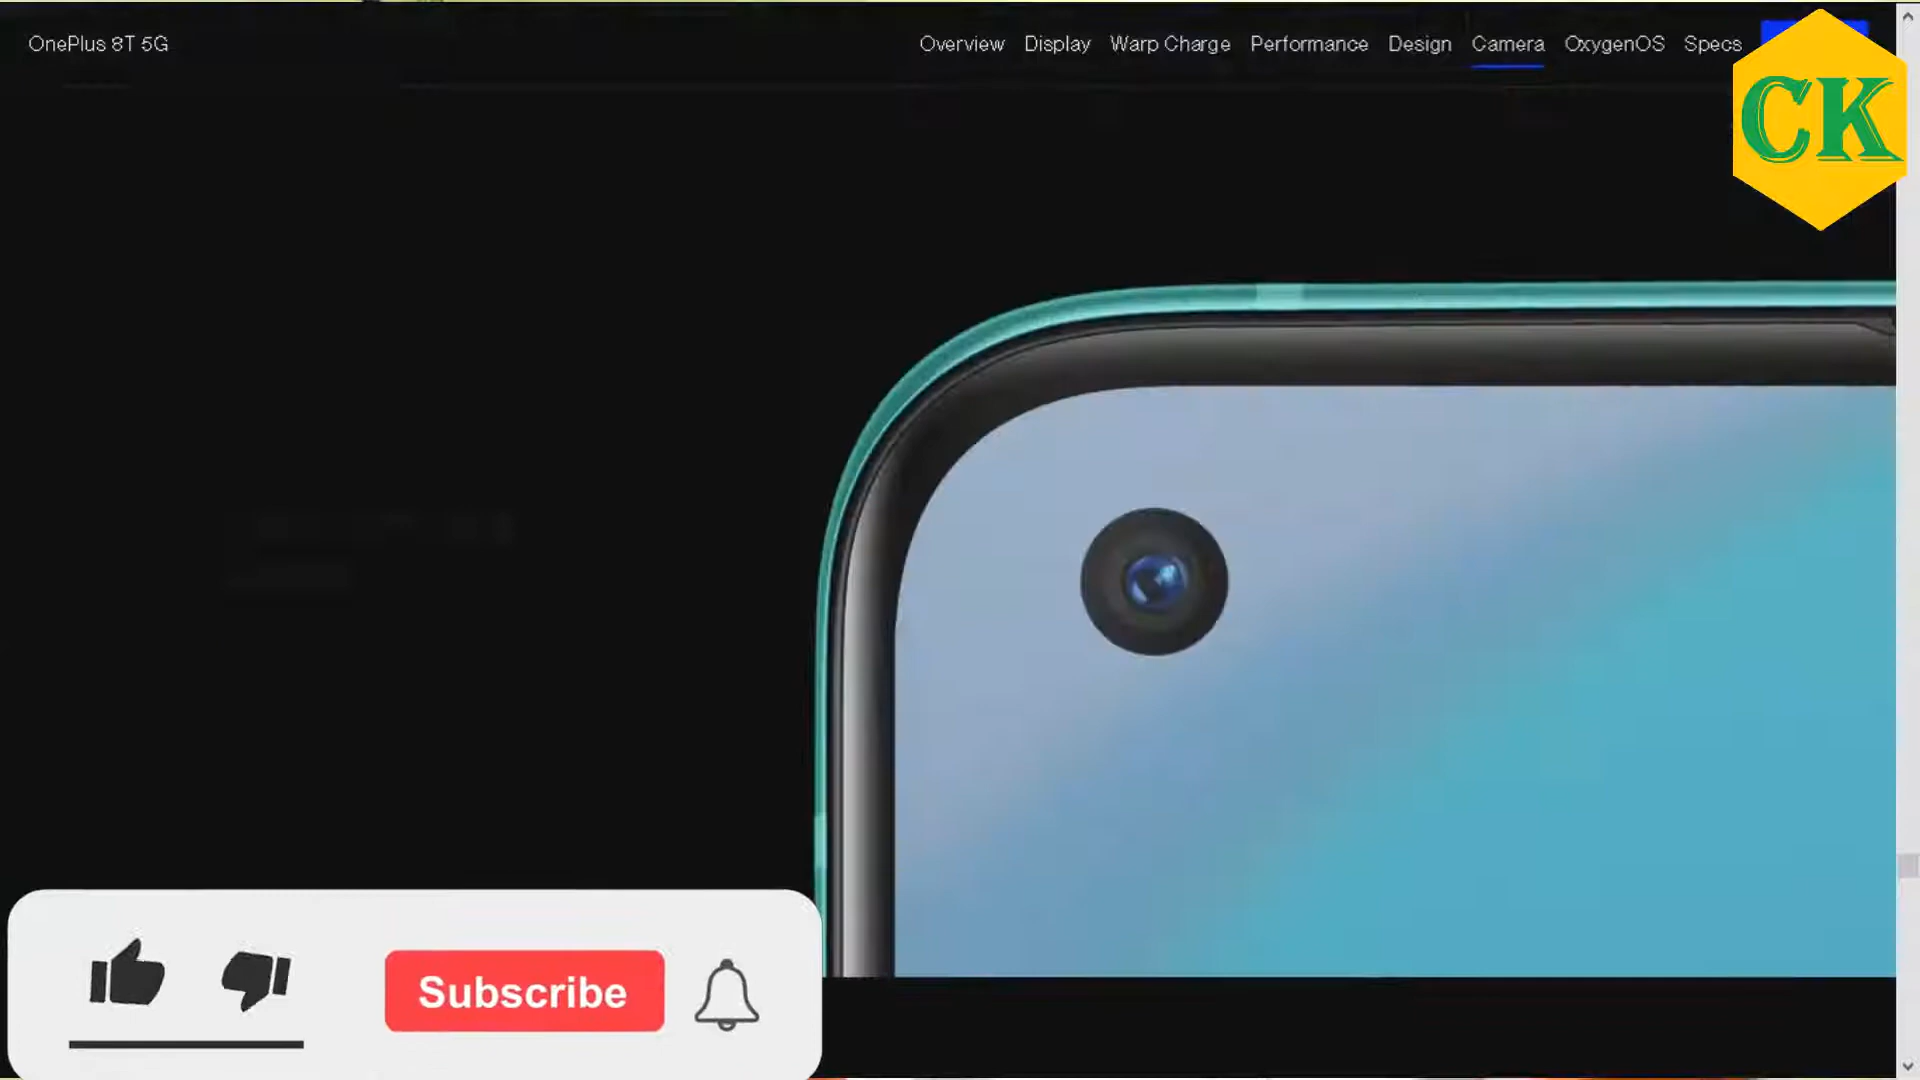 OnePlus 8T 5G
Overview Display Warp Charge Performance Design Camera OxygenOS Specs
CK
Subscribe